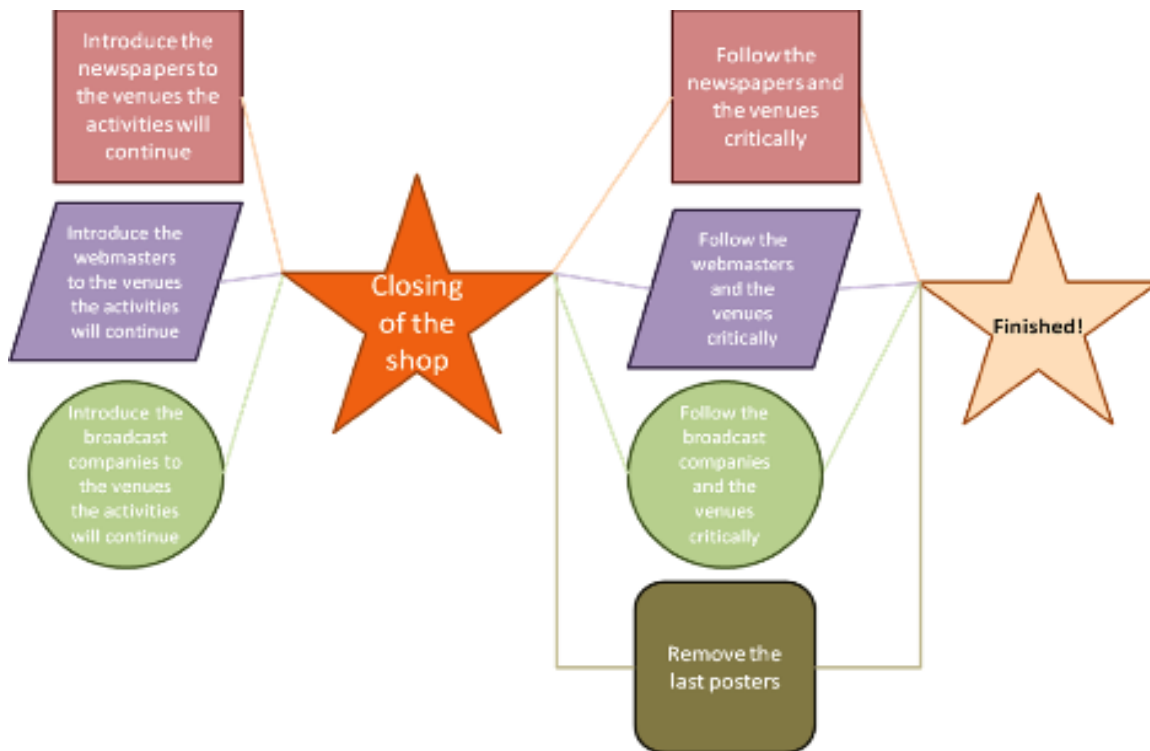 Introduce the
newspapers to
the venues the
activities will
continue
Introduce the
webmasters
to the venues
the activities
will continue
Introduce the
broadcast
companies to
the venues
the activities
will continue
Closing
of the
shop
Follow the
newspapers and
the venues
critically
Follow the
webmasters
and the
venues
critically
Follow the
broadcast
companies
and the
venues
critically
Remove the
last posters
Finished!